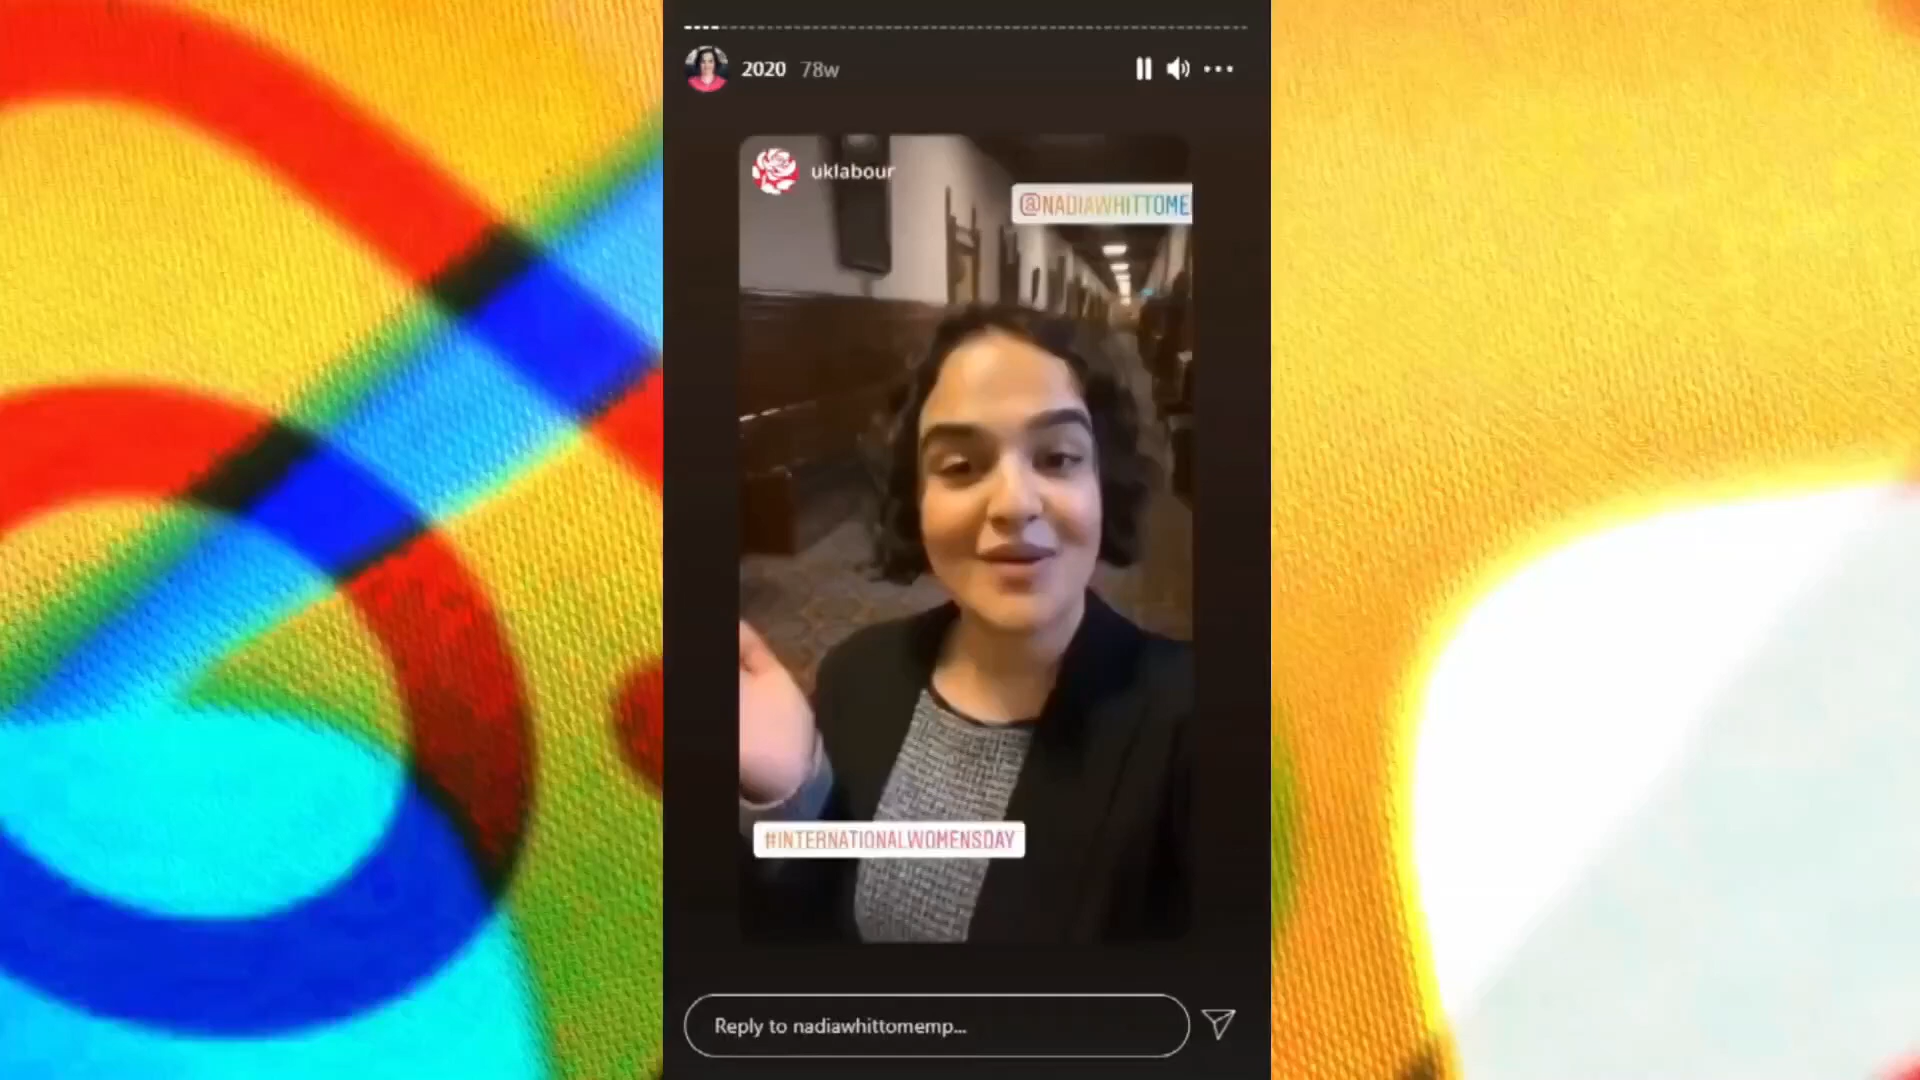 2020 78w
uklabour
@NADIAWHITTOME
#INTERNATIONALWOMENSDAY
Reply to nadiawhittomemp...